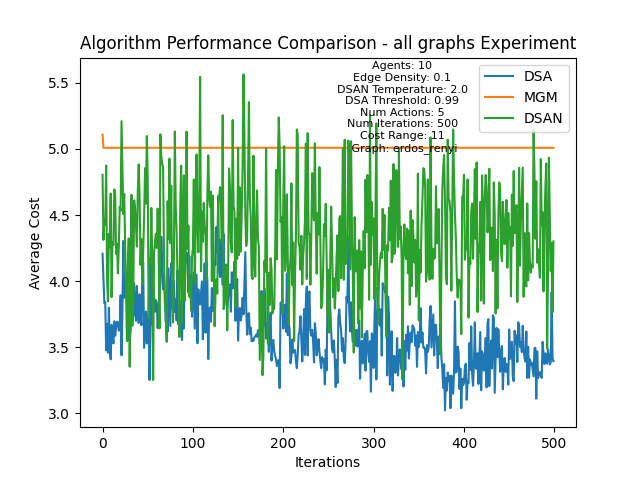 Algorithm Performance Comparison - all graphs Experiment
Agents: 10
Edge Density: 0.1
DSAN Temperature: 2.0
DSA Threshold: 0.99
Num Actions: 5
Num Iterations: 500
Cost Range: 11
Graph: erdos_renyi
DSA
MGM
DSAN
5.5
5.0
4.5
4.0
3.5
3.0
Average Cost
0
100
200
300
400
500
Iterations